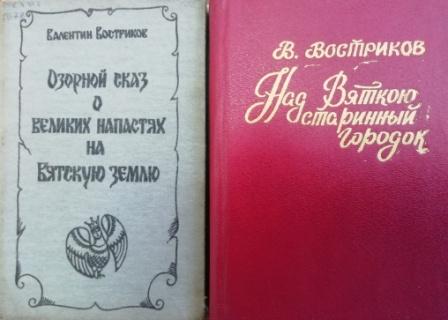 Валентин Востриков
Озорной сказ
о
великих напастях
на
Вятскую землю
В. Востриков
Над Вяткою
старинный
городок